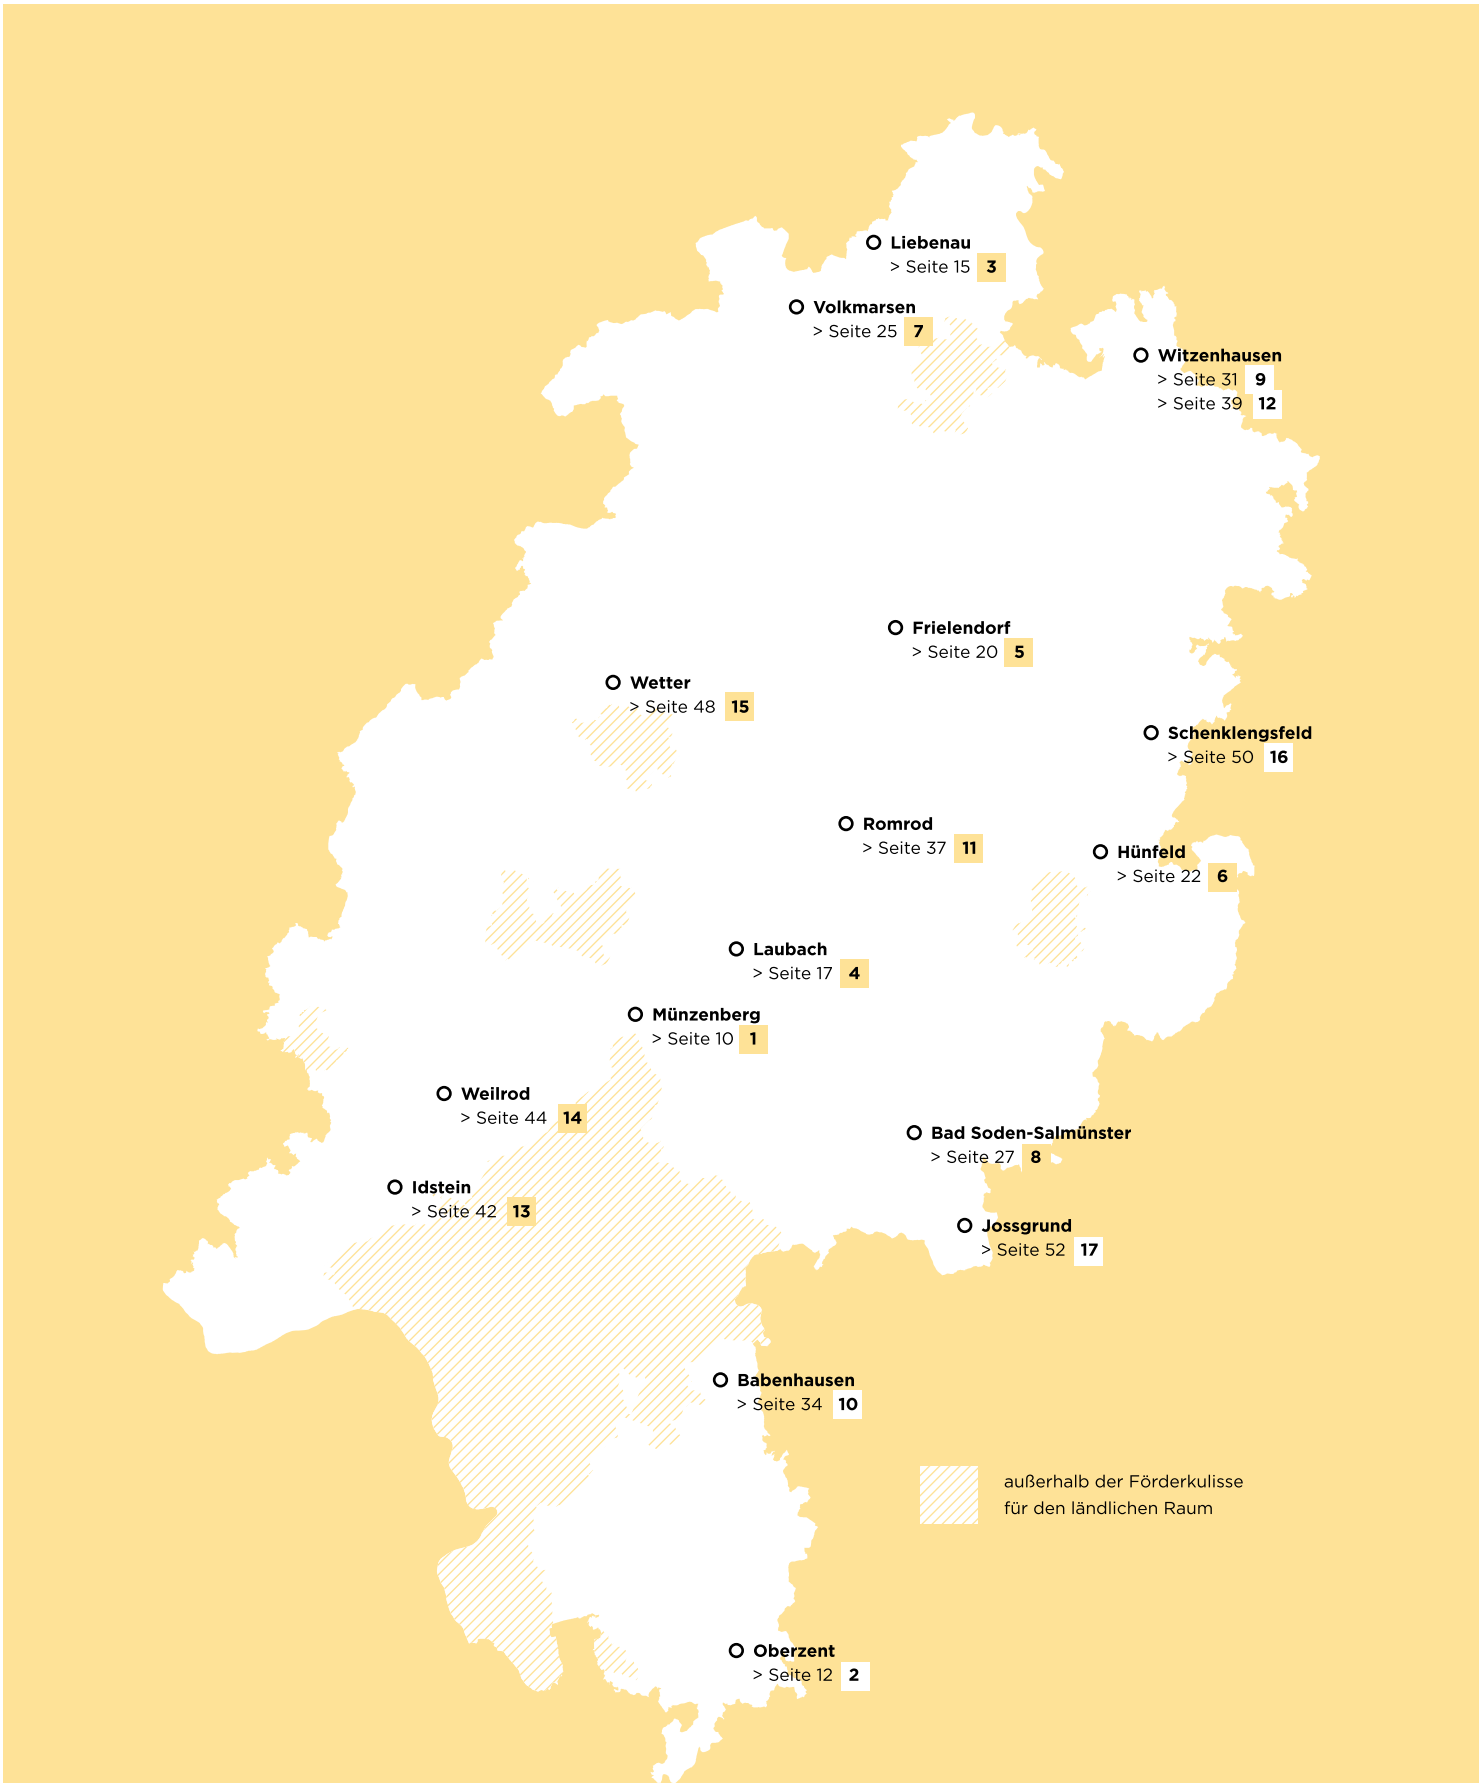 Liebenau
> Seite 15 3
Volkmarsen
> Seite 25 7
Witzenhausen
> Seite 31 9
> Seite 39 12
Frielendorf
> Seite 20 5
Wetter
> Seite 48 15
Schenklengsfeld
> Seite 50 16
Romrod
> Seite 37 11
Hünfeld
> Seite 22 6
Laubach
> Seite 17 4
Münzenberg
> Seite 10 1
Weilrod
> Seite 44 14
Bad Soden-Salmünster
> Seite 27 8
Idstein
> Seite 42 13
Jossgrund
> Seite 52 17
Babenhausen
> Seite 34 10
außerhalb der Förderkulisse
für den ländlichen Raum
Oberzent
> Seite 12 2